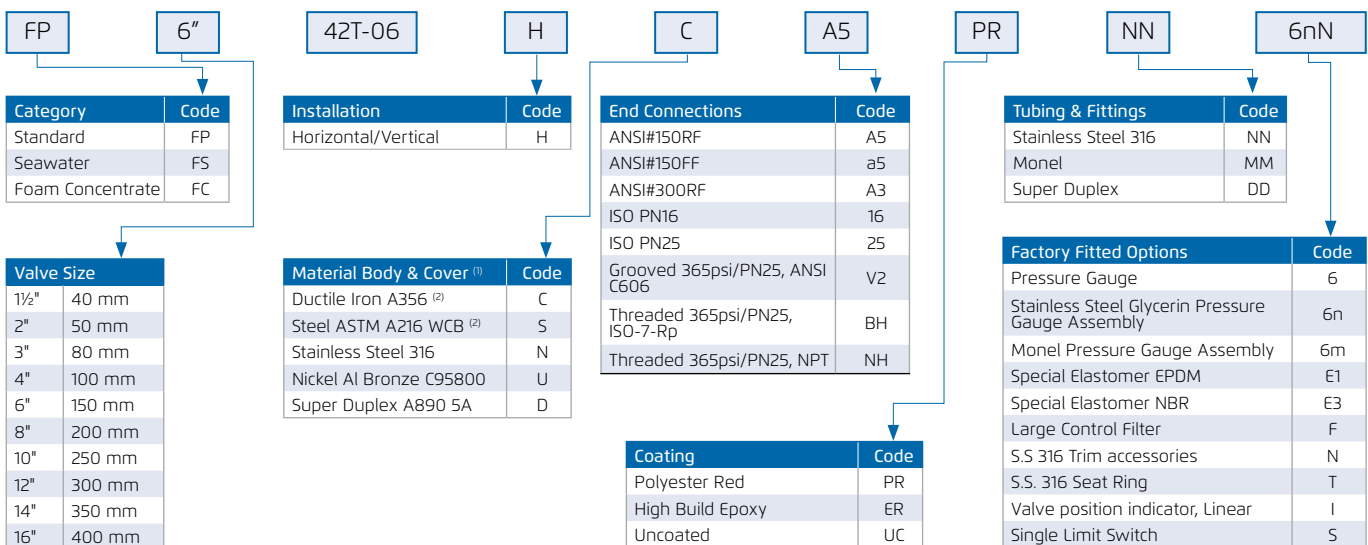 FP 6" 42T-06 H C A5 PR NN 6nN
Category Code
Standard FP
Seawater FS
Foam Concentrate FC
Valve Size
1½" 40 mm
2" 50 mm
3" 80 mm
4" 100 mm
6" 150 mm
8" 200 mm
10" 250 mm
12" 300 mm
14" 350 mm
16" 400 mm
Installation Code
Horizontal/Vertical H
Material Body & Cover (1) Code
Ductile Iron A356 (2) C
Steel ASTM A216 WCB (2) S
Stainless Steel 316 N
Nickel Al Bronze C95800 U
Super Duplex A890 5A D
End Connections Code
ANSI#150RF A5
ANSI#150FF a5
ANSI#300RF A3
ISO PN16 16
ISO PN25 25
Grooved 365psi/PN25, ANSI
C606 V2
Threaded 365psi/PN25,
ISO-7-Rp BH
Threaded 365psi/PN25, NPT NH
Coating Code
Polyester Red PR
High Build Epoxy ER
Uncoated UC
Tubing & Fittings Code
Stainless Steel 316 NN
Monel MM
Super Duplex DD
Factory Fitted Options Code
Pressure Gauge 6
Stainless Steel Glycerin Pressure
Gauge Assembly 6n
Monel Pressure Gauge Assembly 6m
Special Elastomer EPDM E1
Special Elastomer NBR E3
Large Control Filter F
S.S 316 Trim accessories N
S.S. 316 Seat Ring T
Valve position indicator, Linear I
Single Limit Switch S